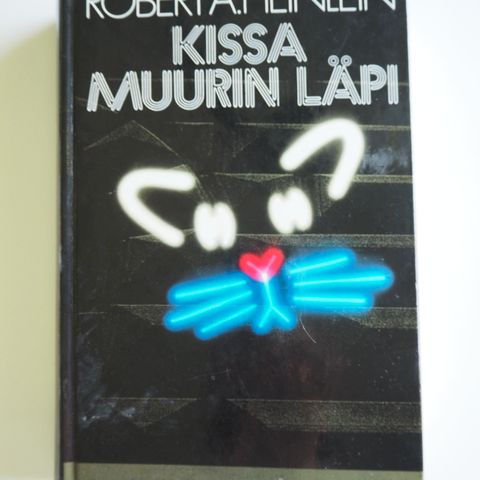 ROBERT A. HEINLEIN
KISSA
MUURIN LÄPI